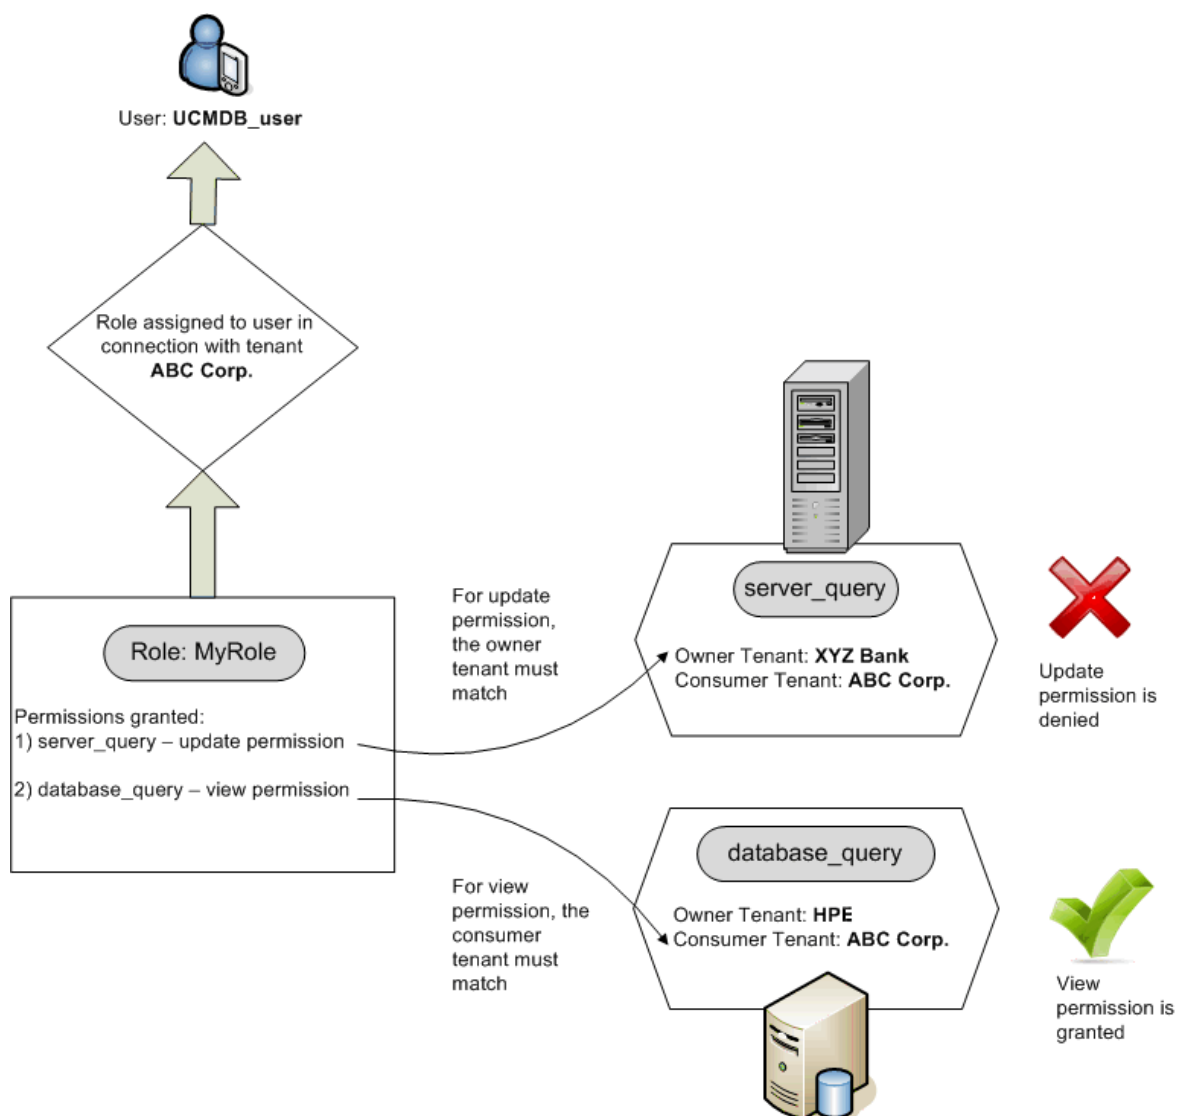 User: UCMDB_user
Role assigned to user in
connection with tenant
ABC Corp.
Role: MyRole
Permissions granted:
1) server_query – update permission
2) database_query – view permission
For update
permission,
the owner
tenant must
match
server_query
Owner Tenant: XYZ Bank
Consumer Tenant: ABC Corp.
Update
permission is
denied
For view
permission, the
consumer
tenant must
match
database_query
Owner Tenant: HPE
Consumer Tenant: ABC Corp.
View
permission is
granted